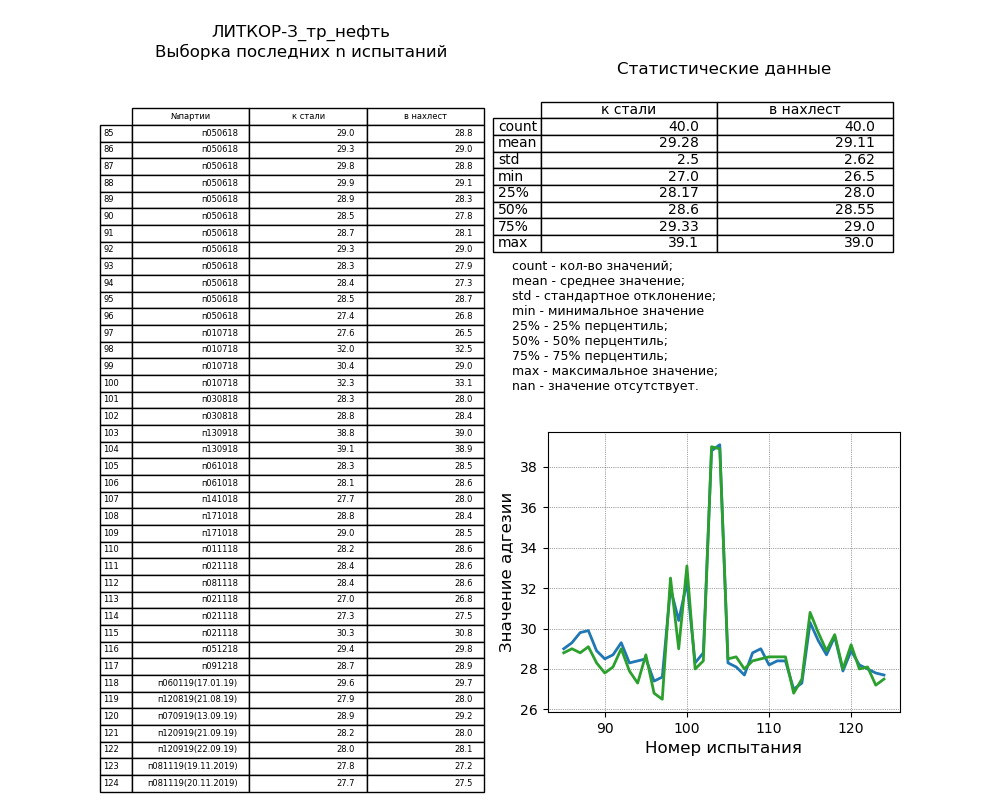 ЛИТКОР-З_тр_нефть
Выборка последних n испытаний
№партии к стали в нахлест
85 п050618 29.0 28.8
86 п050618 29.3 29.0
87 п050618 29.8 28.8
88 п050618 29.9 29.1
89 п050618 28.9 28.3
90 п050618 28.5 27.8
91 п050618 28.7 28.1
92 п050618 29.3 29.0
93 п050618 28.3 27.9
94 п050618 28.4 27.3
95 п050618 28.5 28.7
96 п050618 27.4 26.8
97 п010718 27.6 26.5
98 п010718 32.0 32.5
99 п010718 30.4 29.0
100 п010718 32.3 33.1
101 п030818 28.3 28.0
102 п030818 28.8 28.4
103 п130918 38.8 39.0
104 п130918 39.1 38.9
105 п061018 28.3 28.5
106 п061018 28.1 28.6
107 п141018 27.7 28.0
108 п171018 28.8 28.4
109 п171018 29.0 28.5
110 п011118 28.2 28.6
111 п021118 28.4 28.6
112 п081118 28.4 28.6
113 п021118 27.0 26.8
114 п021118 27.3 27.5
115 п021118 30.3 30.8
116 п051218 29.4 29.8
117 п091218 28.7 28.9
118 п060119(17.01.19) 29.6 29.7
119 п120819(21.08.19) 27.9 28.0
120 п070919(13.09.19) 28.9 29.2
121 п120919(21.09.19) 28.2 28.0
122 п120919(22.09.19) 28.0 28.1
123 п081119(19.11.2019) 27.8 27.2
124 п081119(20.11.2019) 27.7 27.5
Статистические данные
к стали в нахлест
count 40.0 40.0
mean 29.28 29.11
std 2.5 2.62
min 27.0 26.5
25% 28.17 28.0
50% 28.6 28.55
75% 29.33 29.0
max 39.1 39.0
count - кол-во значений;
mean - среднее значение;
std - стандартное отклонение;
min - минимальное значение
25% - 25% перцентиль;
50% - 50% перцентиль;
75% - 75% перцентиль;
max - максимальное значение;
nan - значение отсутствует.
Значение адгезии
38
36
34
32
30
28
26
90 100 110 120
Номер испытания